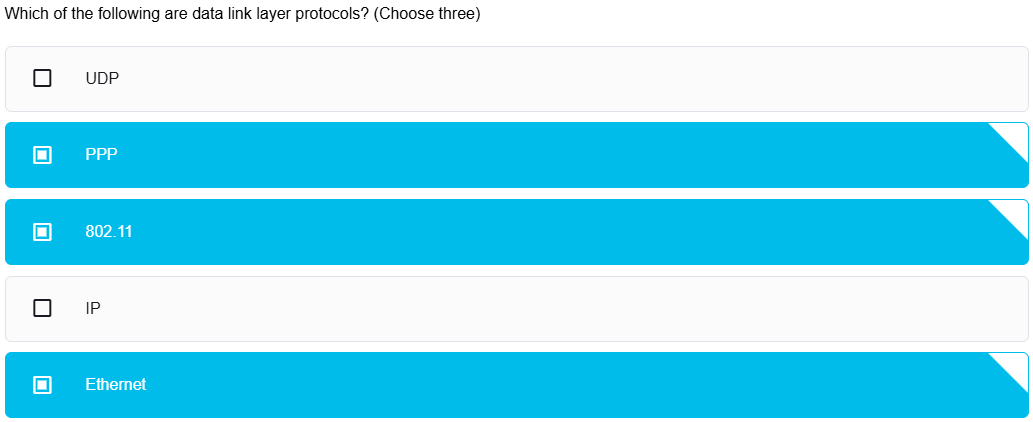 Which of the following are data link layer protocols? (Choose three)
UDP
PPP
802.11
IP
Ethernet